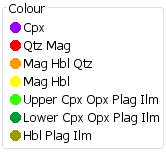 Colour
Cpx
Qtz Mag
Mag Hbl Qtz
Mag Hbl
Upper Cpx Opx Plag Ilm
Lower Cpx Opx Plag Ilm
Hbl Plag Ilm